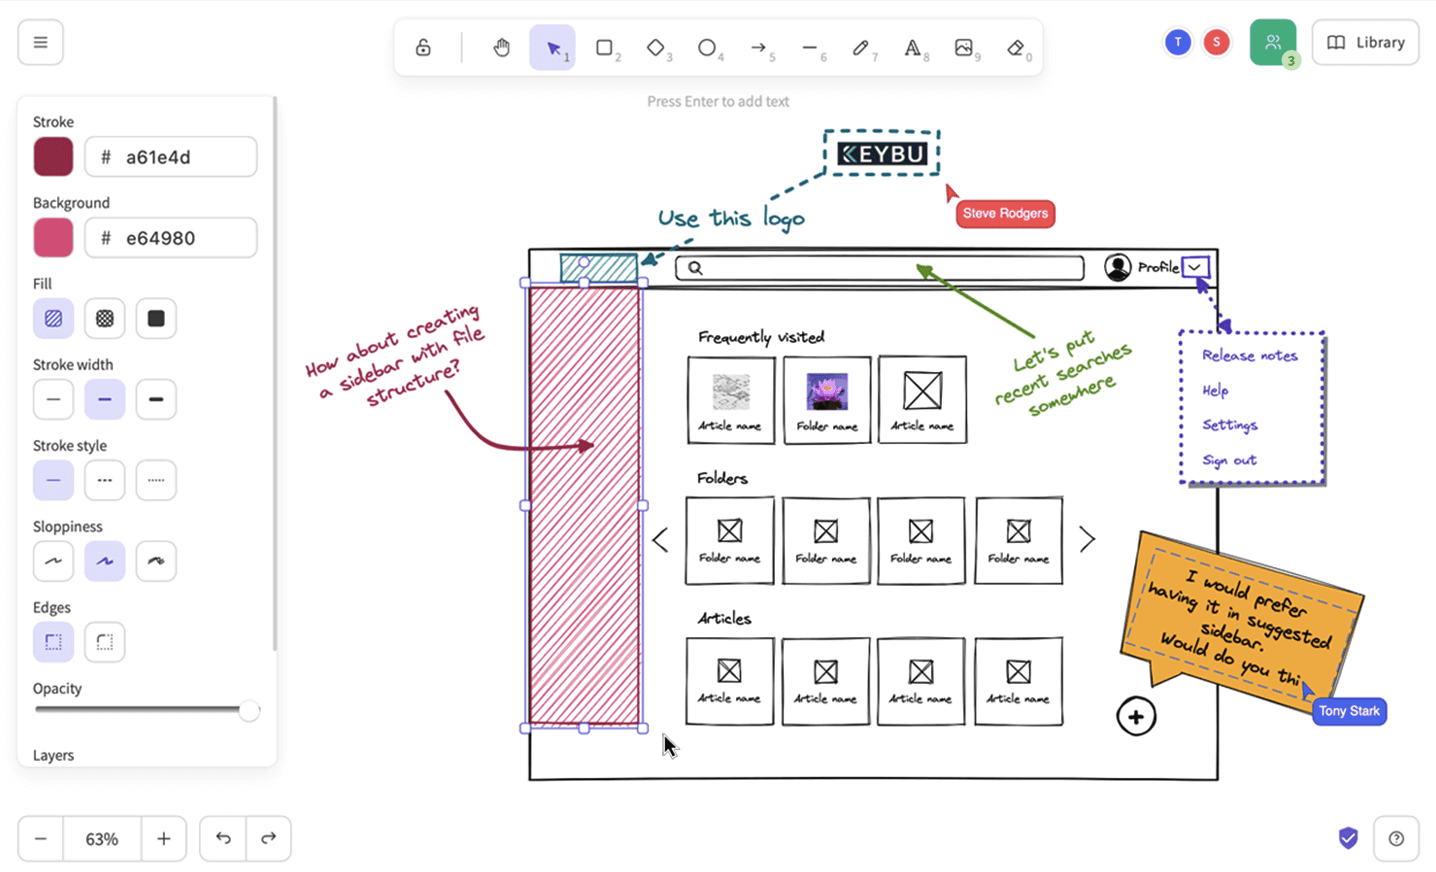 1
2
3
4
5
6
7
8
9
0
T
S
3
Library
Press Enter to add text
Stroke
# a61e4d
Background
# e64980
Fill
Stroke width
Stroke style
Sloppiness
Edges
Opacity
Layers
63%
KEYBU
Steve Rodgers
Use this logo
Profile
How about creating
a sidebar with file
structure?
Let's put
recent searches
somewhere
Release notes
Help
Settings
Sign out
Frequently visited
Article name
Folder name
Article name
Folders
Folder name
Folder name
Folder name
Folder name
Articles
Article name
Article name
Article name
Article name
I would prefer
having it in suggested
sidebar.
Would do you thi
Tony Stark